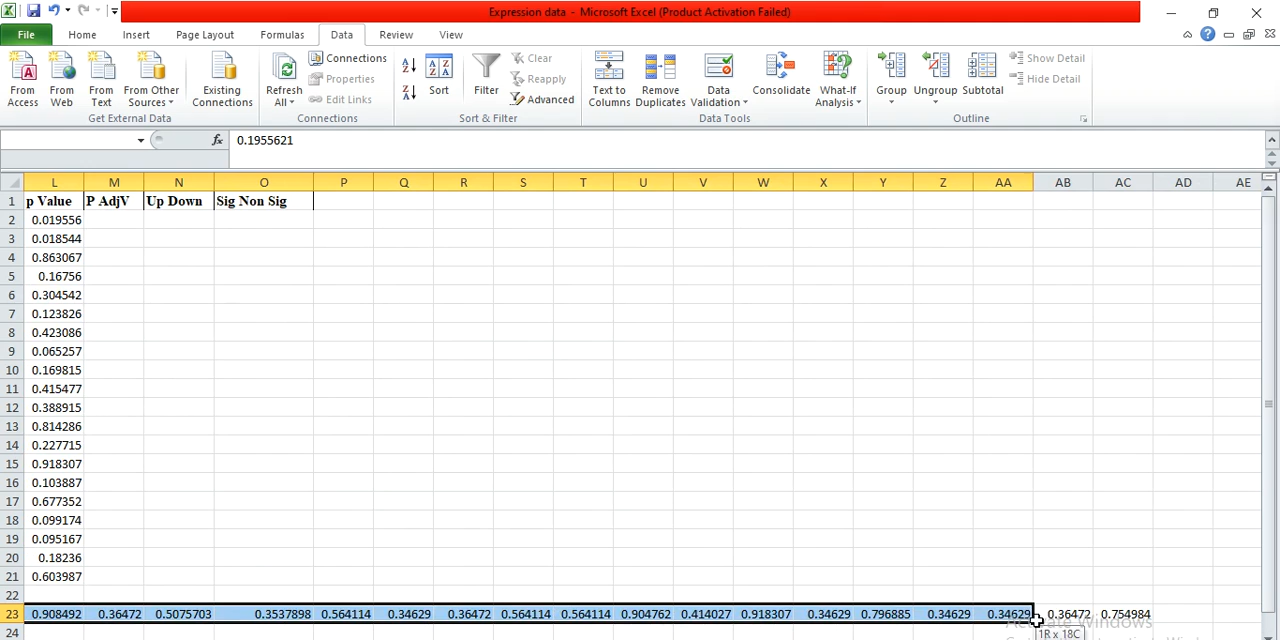 Expression data - Microsoft Excel (Product Activation Failed)
File Home Insert Page Layout Formulas Data Review View
From Access From Web From Text From Other Sources Existing Connections Refresh All Connections Properties Edit Links Sort Filter Clear Reapply Advanced Text to Columns Remove Duplicates Data Validation Consolidate What-If Analysis Group Ungroup Subtotal Show Detail Hide Detail
Get External Data Connections Sort & Filter Data Tools Outline
fx 0.1955621
L M N O P Q R S T U V W X Y Z AA AB AC AD AE
1 p Value P AdjV Up Down Sig Non Sig
2 0.019556
3 0.018544
4 0.863067
5 0.16756
6 0.304542
7 0.123826
8 0.423086
9 0.065257
10 0.169815
11 0.415477
12 0.388915
13 0.814286
14 0.227715
15 0.918307
16 0.103887
17 0.677352
18 0.099174
19 0.095167
20 0.18236
21 0.603987
22
23 0.908492 0.36472 0.5075703 0.3537898 0.564114 0.34629 0.36472 0.564114 0.564114 0.904762 0.414027 0.918307 0.34629 0.796885 0.34629 0.34629 0.36472 0.754984
Activate Windows
24 1R x 18C